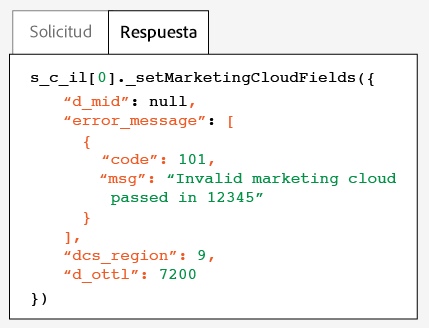 Solicitud
Respuesta
s_c_il[0]._setMarketingCloudFields({
“d_mid”: null,
“error_message”: [
{
“code”: 101,
“msg”: “Invalid marketing cloud
passed in 12345”
}
],
“dcs_region”: 9,
“d_ottl”: 7200
})